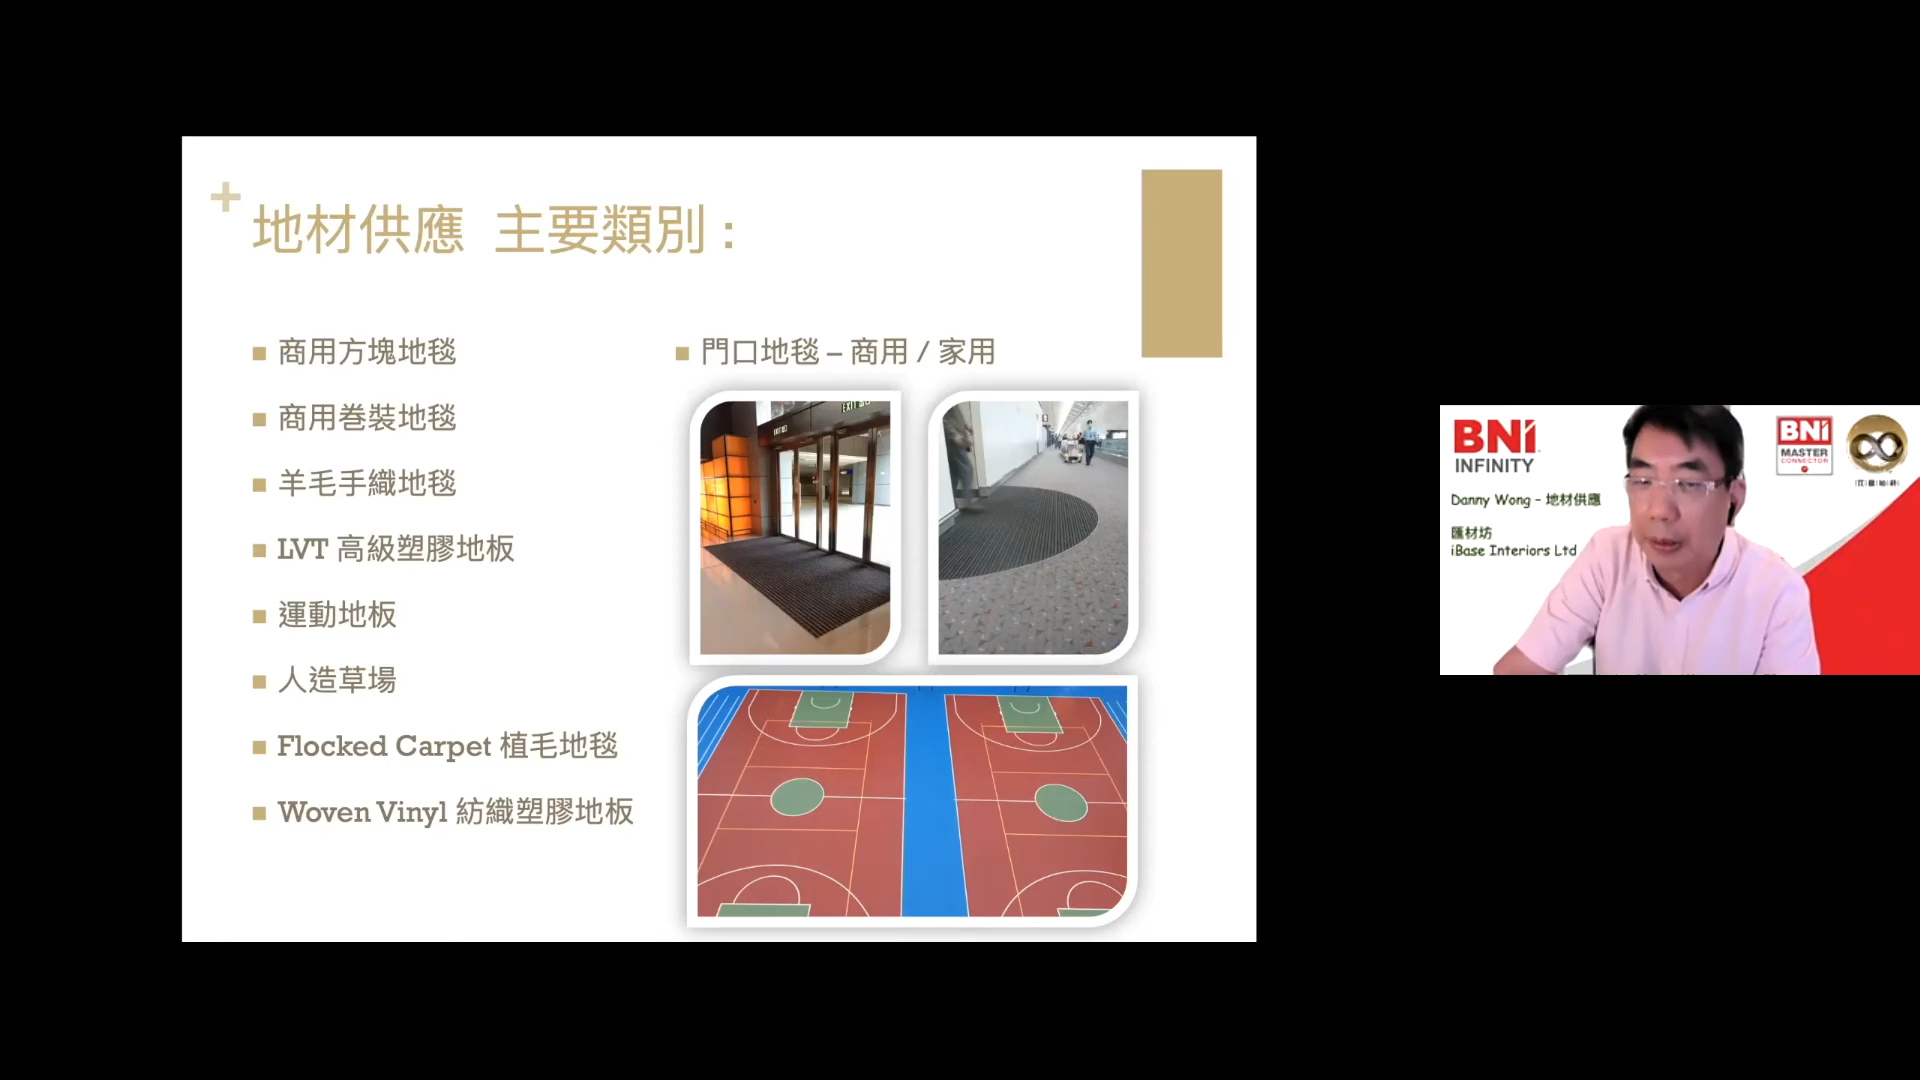 地材供應 主要類別 :
商用方塊地毯
商用巻裝地毯
羊毛手織地毯
LVT 高級塑膠地板
運動地板
人造草場
Flocked Carpet 植毛地毯
Woven Vinyl 紡織塑膠地板
門口地毯 – 商用 / 家用
EXIT
BNI
INFINITY
Danny Wong – 地材供應
匯材坊
iBase Interiors Ltd
BNI
MASTER
CONNECTOR